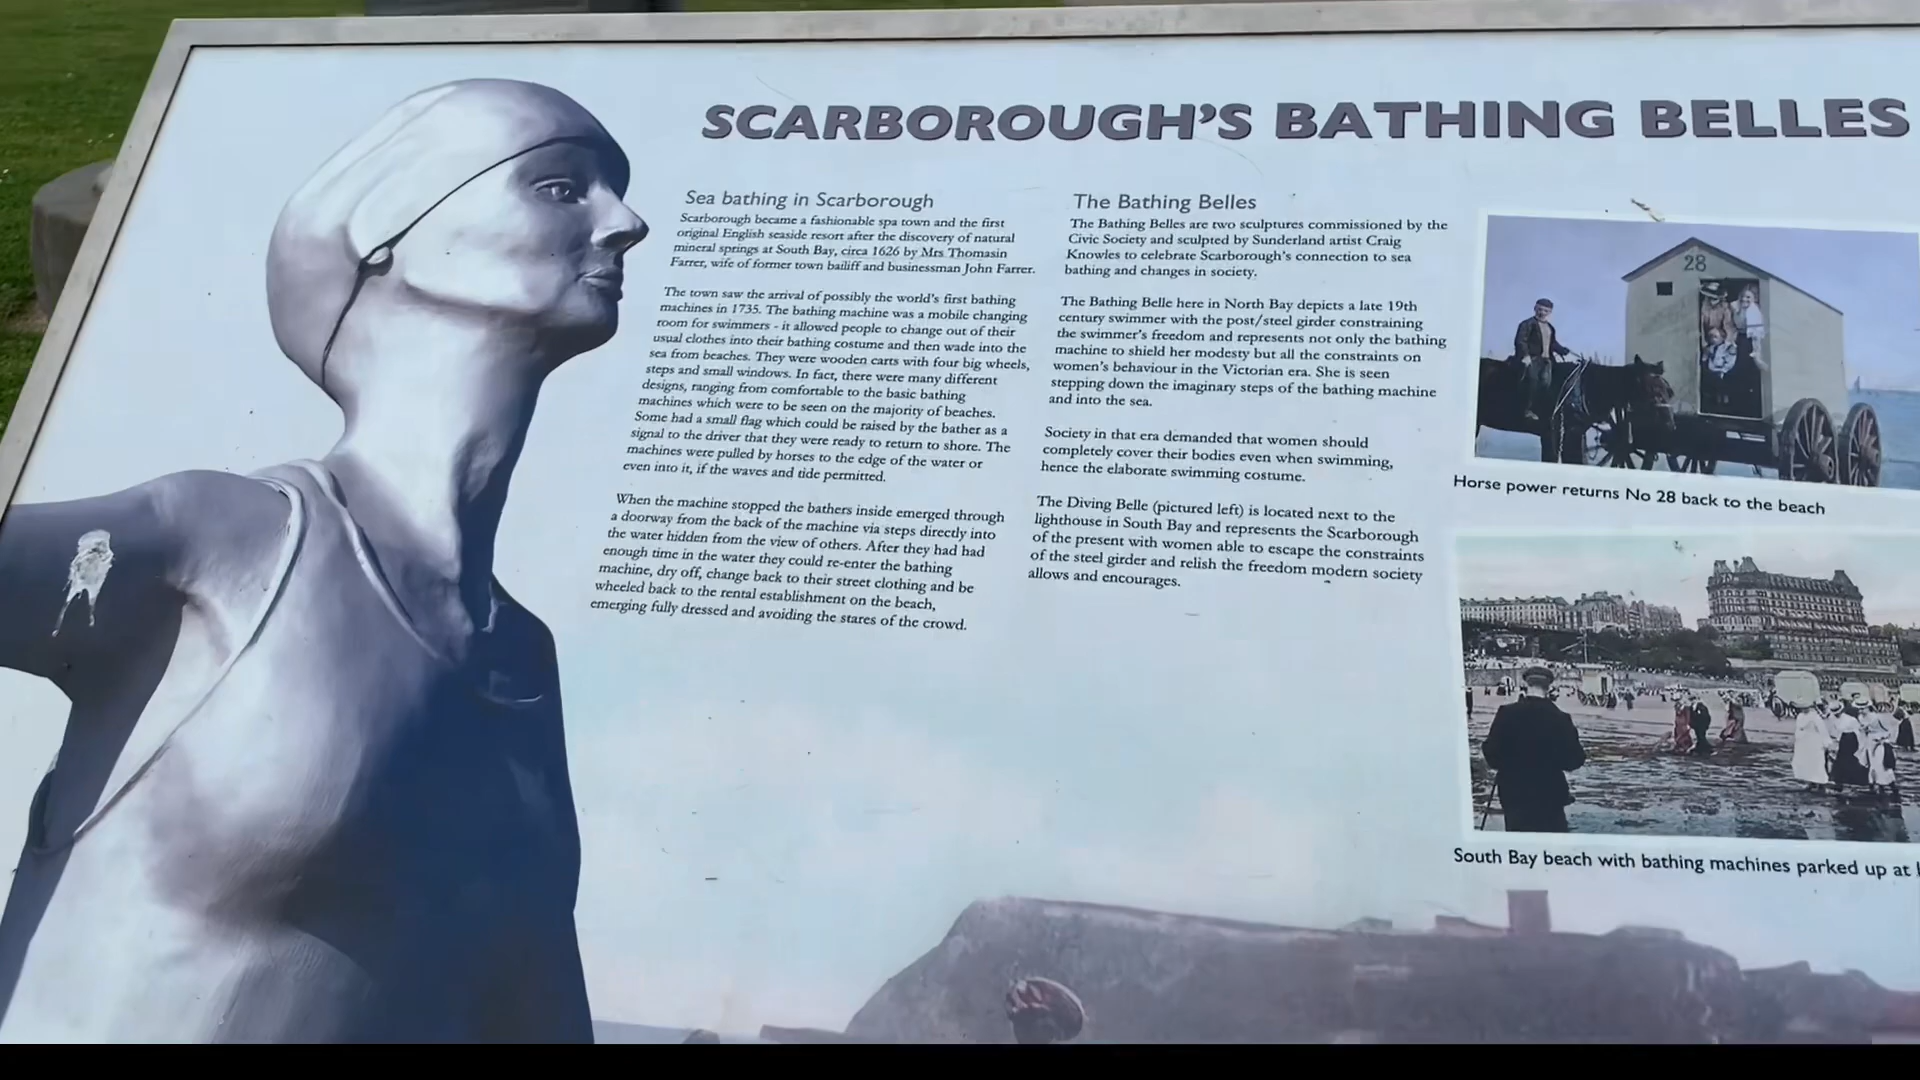 SCARBOROUGH'S BATHING BELLES
Sea bathing in Scarborough
Scarborough became a fashionable spa town and the first
original English seaside resort after the discovery of natural
mineral springs at South Bay, circa 1626 by Mrs Thomasin
Farrer, wife of former town bailiff and businessman John Farrer.
The town saw the arrival of possibly the world's first bathing
machines in 1735. The bathing machine was a mobile changing
room for swimmers - it allowed people to change out of their
usual clothes into their bathing costume and then wade into the
sea from beaches. They were wooden carts with four big wheels,
steps and small windows. In fact, there were many different
designs, ranging from comfortable to the basic bathing
machines which were to be seen on the majority of beaches.
Some had a small flag which could be raised by the bather as a
signal to the driver that they were ready to return to shore. The
machines were pulled by horses to the edge of the water or
even into it, if the waves and tide permitted.
When the machine stopped the bathers inside emerged through
a doorway from the back of the machine via steps directly into
the water hidden from the view of others. After they had had
enough time in the water they could re-enter the bathing
machine, dry off, change back to their street clothing and be
wheeled back to the rental establishment on the beach,
emerging fully dressed and avoiding the stares of the crowd.
The Bathing Belles
The Bathing Belles are two sculptures commissioned by the
Civic Society and sculpted by Sunderland artist Craig
Knowles to celebrate Scarborough's connection to sea
bathing and changes in society.
The Bathing Belle here in North Bay depicts a late 19th
century swimmer with the post/steel girder constraining
the swimmer's freedom and represents not only the bathing
machine to shield her modesty but all the constraints on
women's behaviour in the Victorian era. She is seen
stepping down the imaginary steps of the bathing machine
and into the sea.
Society in that era demanded that women should
completely cover their bodies even when swimming,
hence the elaborate swimming costume.
The Diving Belle (pictured left) is located next to the
lighthouse in South Bay and represents the Scarborough
of the present with women able to escape the constraints
of the steel girder and relish the freedom modern society
allows and encourages.
28
Horse power returns No 28 back to the beach
South Bay beach with bathing machines parked up at